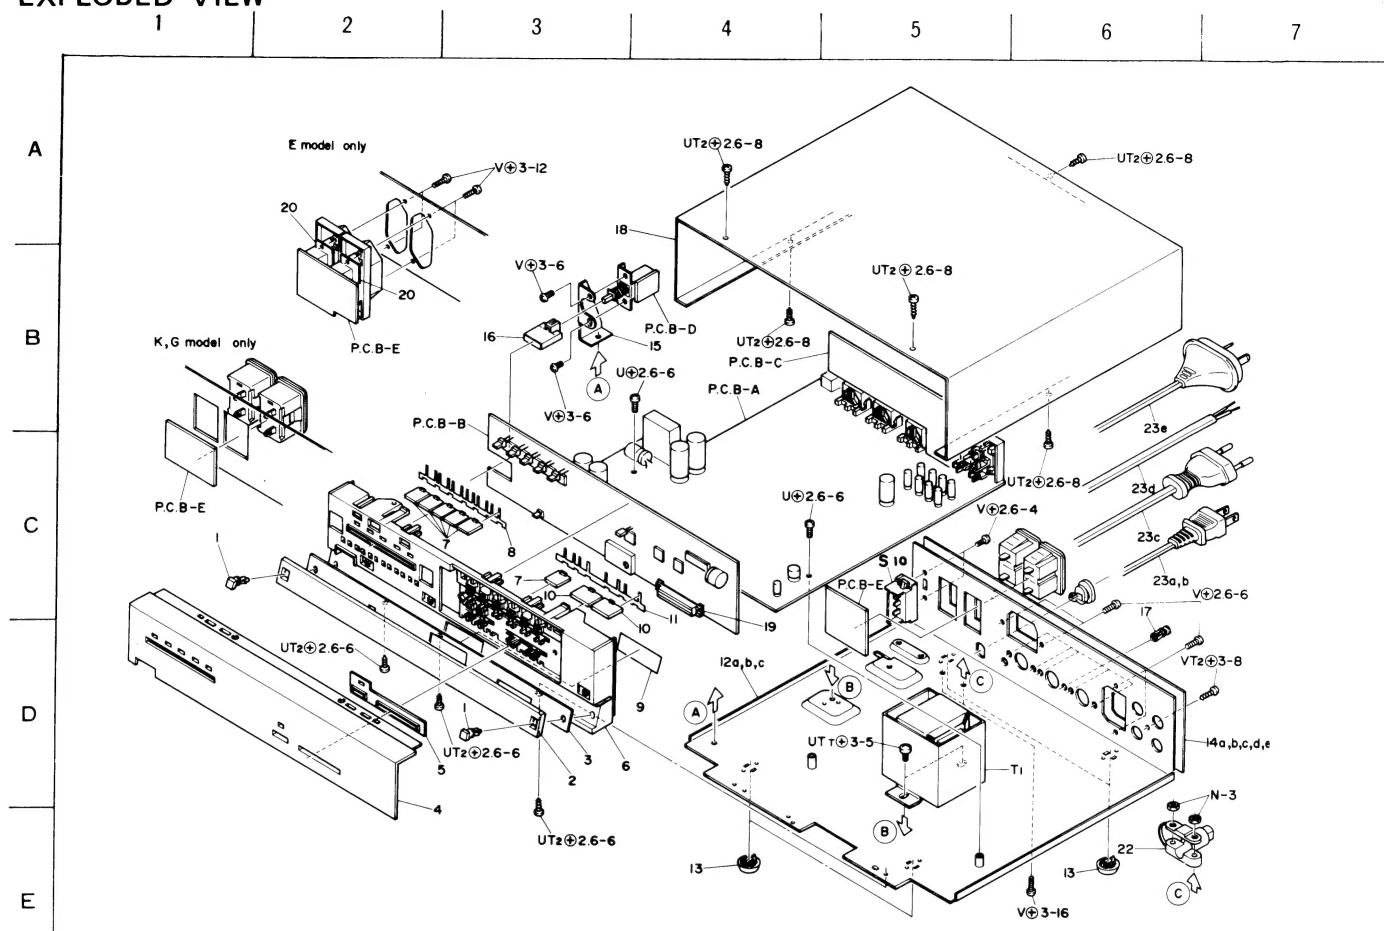 EXPLODED VIEW
1 2 3 4 5 6 7
A
E model only
UT2⊕2.6-8
UT2⊕2.6-8
V⊕3-12
20
18
V⊕3-6
UT2⊕2.6-8
20
P.C.B-D
B
16
15
UT2⊕2.6-8
K,G model only
P.C.B-E
P.C.B-C
A
U⊕2.6-6
P.C.B-A
V⊕3-6
P.C.B-B
23e
UT2⊕2.6-8
23d
U⊕2.6-6
V⊕2.6-4
P.C.B-E
C
7
8
23c
1
S10
7
P.C.B-E
23a,b
10
V⊕2.6-6
11
17
10
19
UT2⊕2.6-6
12a,b,c
VT2⊕3-8
C
B
9
D
1
A
UTT⊕3-5
UT2⊕2.6-6
14a,b,c,d,e
5
3
6
2
T1
4
N-3
B
UT2⊕2.6-6
22
13
13
C
E
V⊕3-16